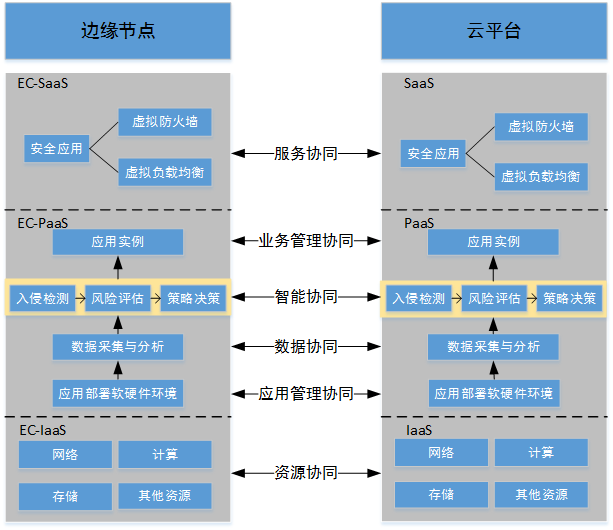 边缘节点
EC-SaaS
安全应用
虚拟防火墙
虚拟负载均衡
EC-PaaS
应用实例
入侵检测
风险评估
策略决策
数据采集与分析
应用部署软硬件环境
EC-IaaS
网络
计算
存储
其他资源
服务协同
业务管理协同
智能协同
数据协同
应用管理协同
资源协同
云平台
SaaS
安全应用
虚拟防火墙
虚拟负载均衡
PaaS
应用实例
入侵检测
风险评估
策略决策
数据采集与分析
应用部署软硬件环境
IaaS
网络
计算
存储
其他资源